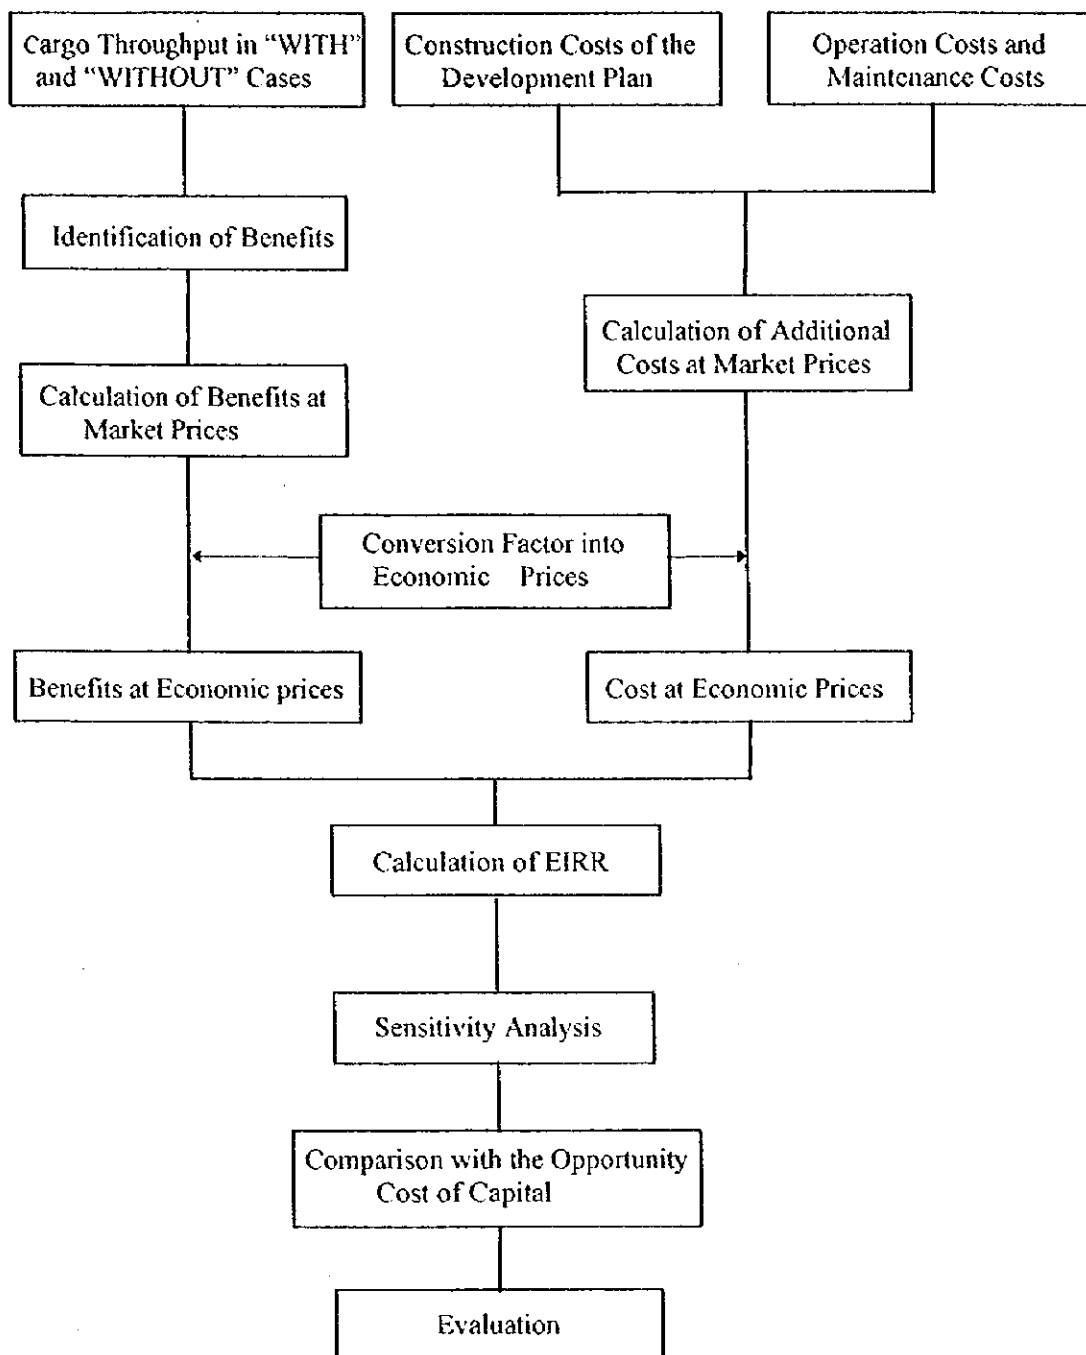 Cargo Throughput in “WITH”
and “WITHOUT” Cases
Construction Costs of the
Development Plan
Operation Costs and
Maintenance Costs
Identification of Benefits
Calculation of Additional
Costs at Market Prices
Calculation of Benefits at
Market Prices
Conversion Factor into
Economic Prices
Benefits at Economic prices
Cost at Economic Prices
Calculation of EIRR
Sensitivity Analysis
Comparison with the Opportunity
Cost of Capital
Evaluation